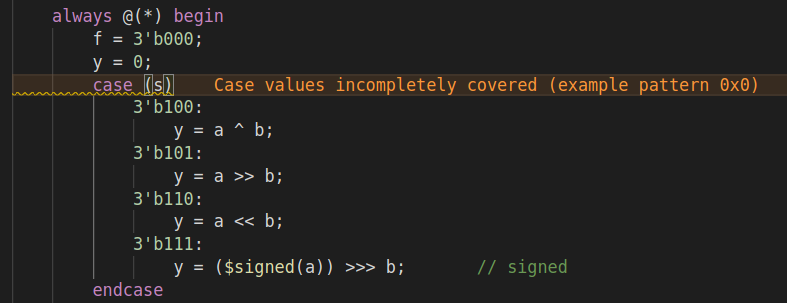 always @(*) begin
f = 3'b000;
y = 0;
case (s) Case values incompletely covered (example pattern 0x0)
3'b100:
y = a ^ b;
3'b101:
y = a >> b;
3'b110:
y = a << b;
3'b111:
y = ($signed(a)) >>> b; // signed
endcase